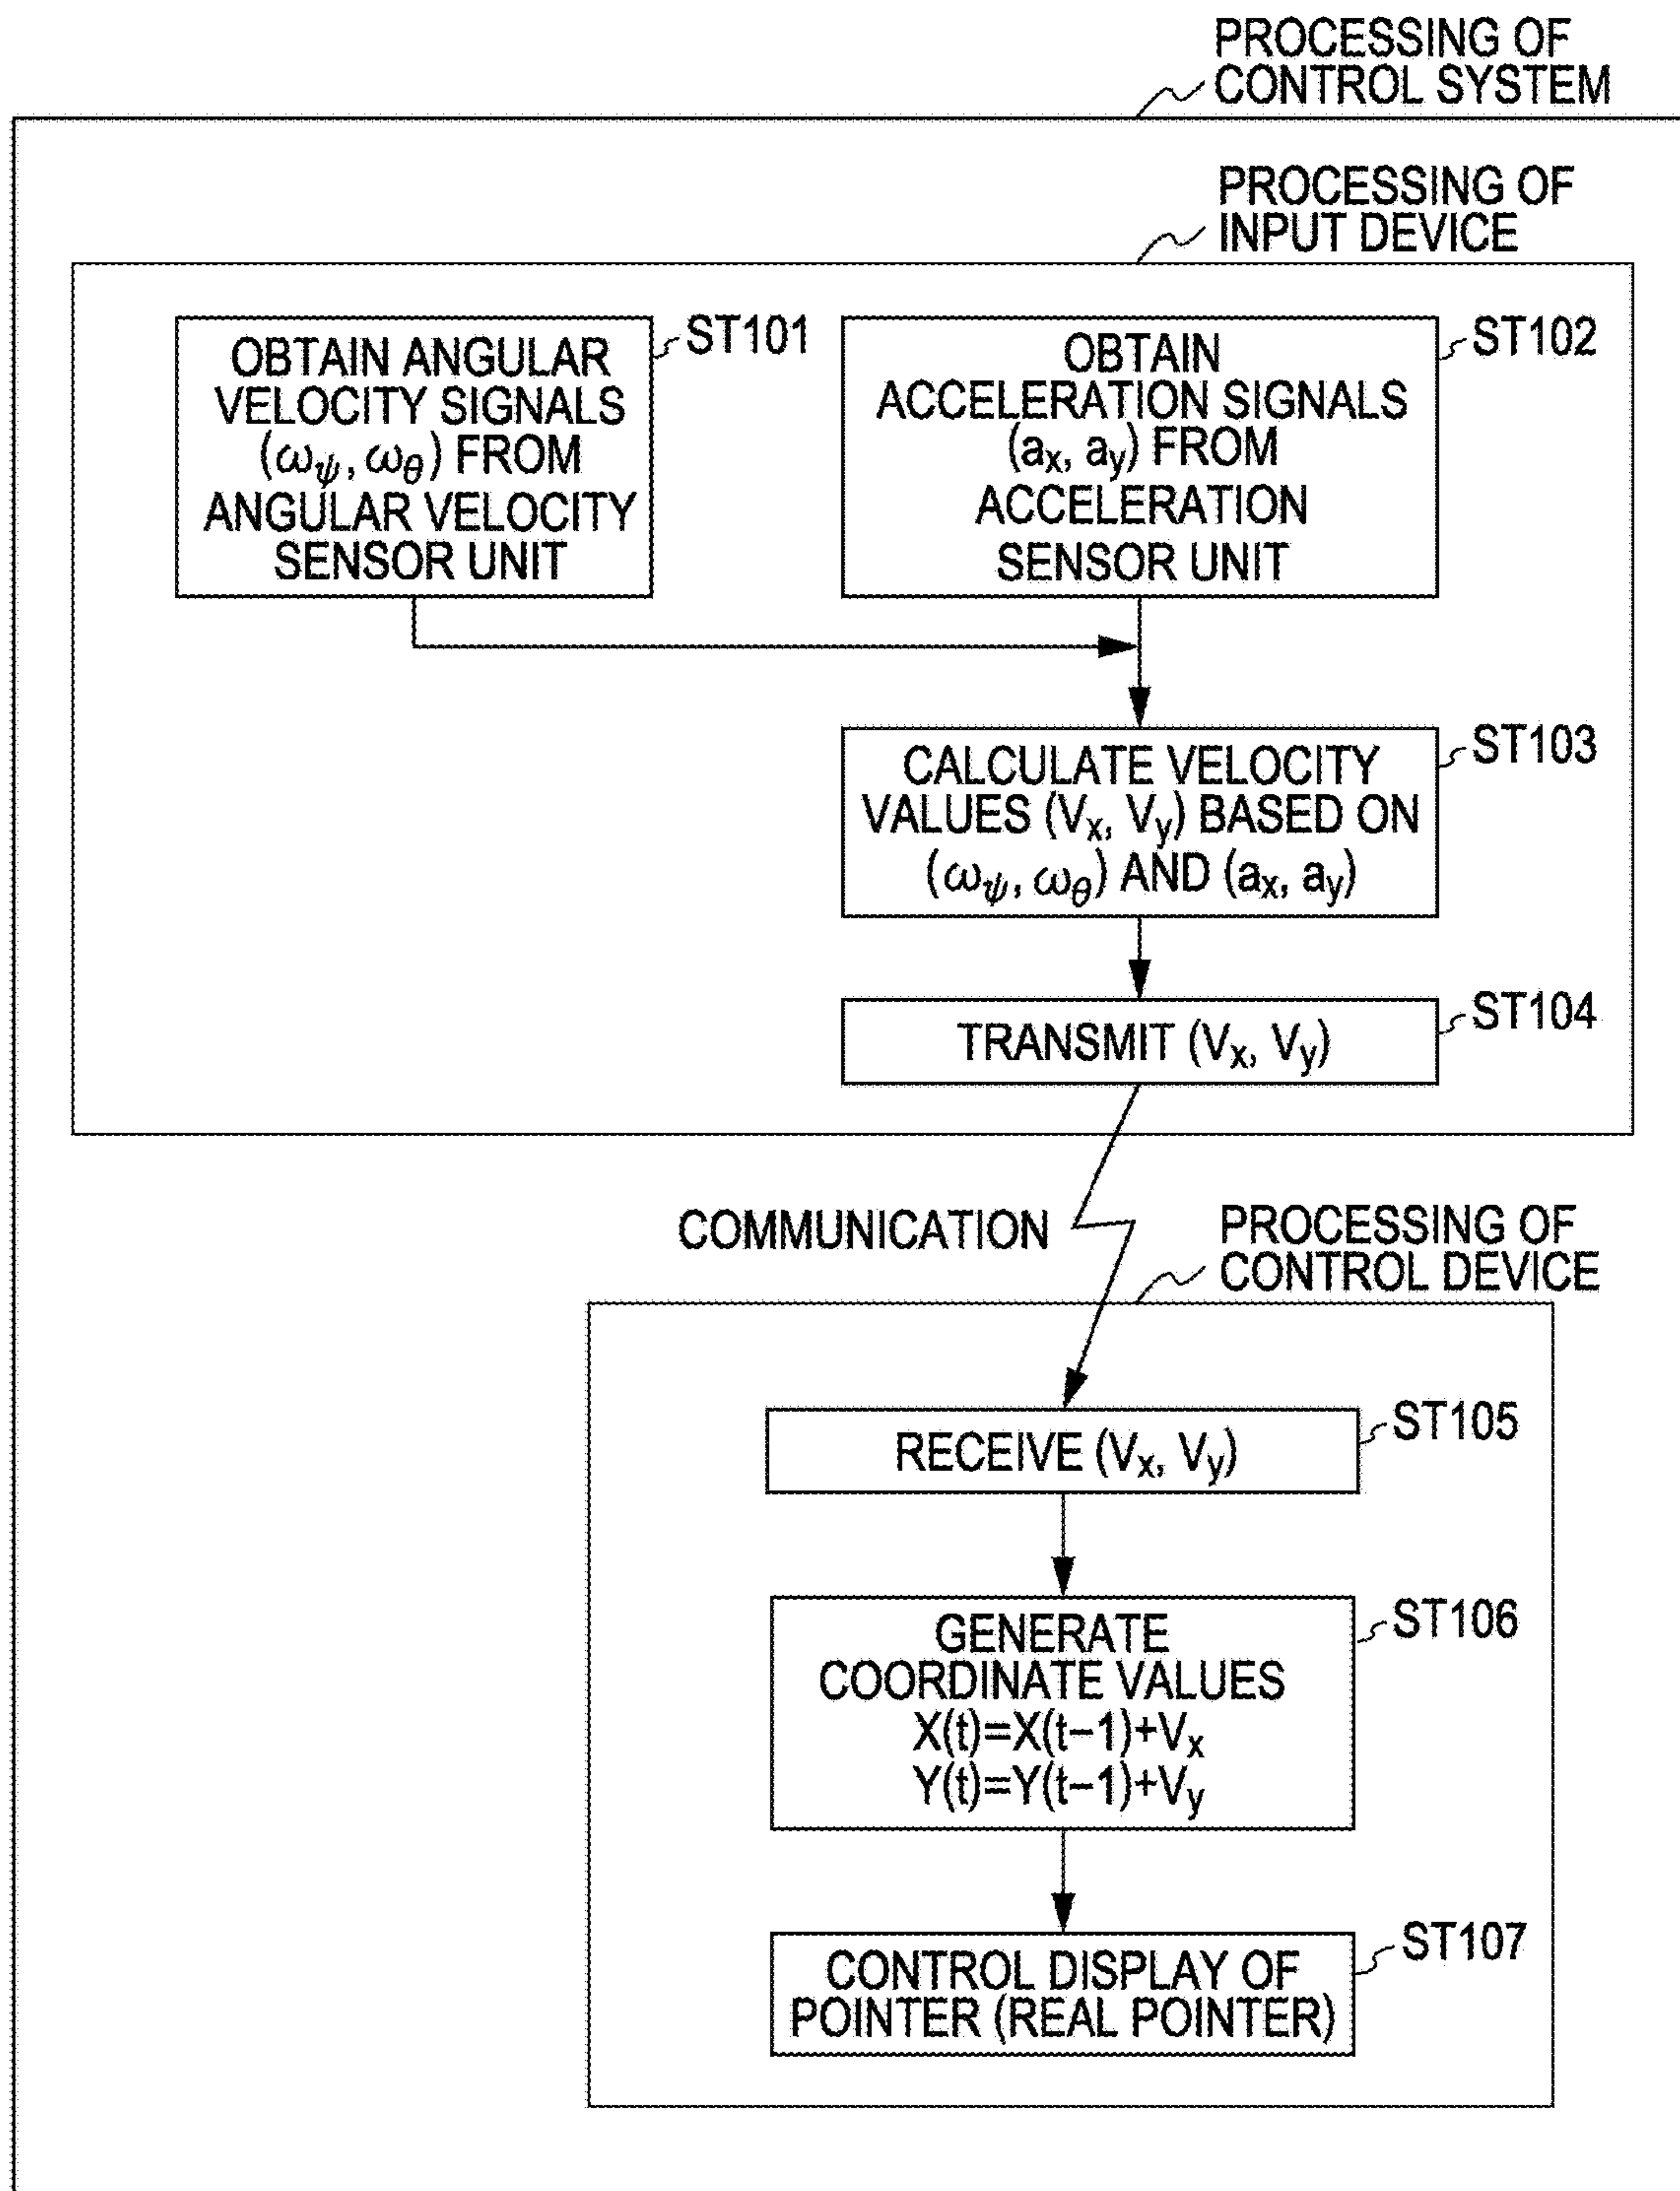 PROCESSING OF
CONTROL SYSTEM
PROCESSING OF
INPUT DEVICE
OBTAIN ANGULAR
VELOCITY SIGNALS
(ωψ, ωθ) FROM
ANGULAR VELOCITY
SENSOR UNIT
ST101
OBTAIN
ACCELERATION SIGNALS
(ax, ay) FROM
ACCELERATION
SENSOR UNIT
ST102
CALCULATE VELOCITY
VALUES (Vx, Vy) BASED ON
(ωψ, ωθ) AND (ax, ay)
ST103
TRANSMIT (Vx, Vy)
ST104
COMMUNICATION
PROCESSING OF
CONTROL DEVICE
RECEIVE (Vx, Vy)
ST105
GENERATE
COORDINATE VALUES
X(t)=X(t−1)+Vx
Y(t)=Y(t−1)+Vy
ST106
CONTROL DISPLAY OF
POINTER (REAL POINTER)
ST107